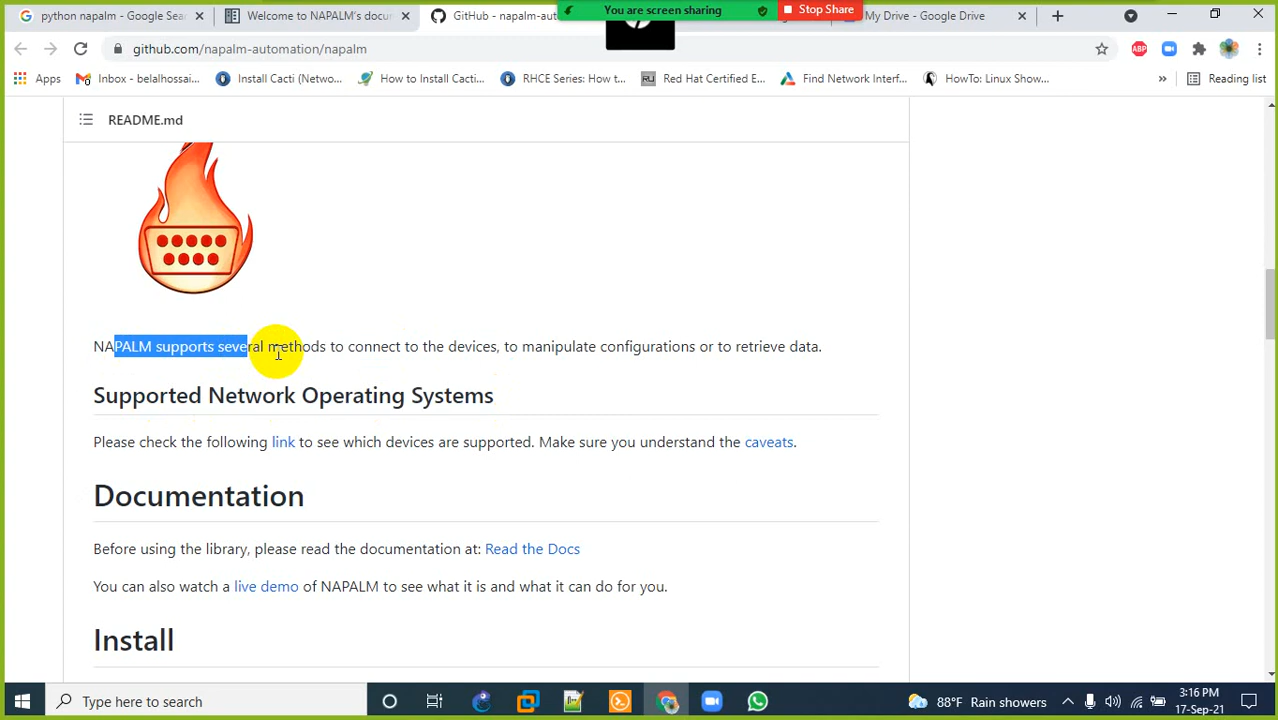 python napalm - Google Sea
Welcome to NAPALM's docu
GitHub - napalm-aut
You are screen sharing
Stop Share
My Drive - Google Drive
github.com/napalm-automation/napalm
ABP
Apps
Inbox - belalhossai...
Install Cacti (Netwo...
How to Install Cacti...
RHCE Series: How t...
RU
Red Hat Certified E...
Find Network Interf...
HowTo: Linux Show...
»
Reading list
README.md
NAPALM supports several methods to connect to the devices, to manipulate configurations or to retrieve data.
Supported Network Operating Systems
Please check the following link to see which devices are supported. Make sure you understand the caveats.
Documentation
Before using the library, please read the documentation at: Read the Docs
You can also watch a live demo of NAPALM to see what it is and what it can do for you.
Install
Type here to search
88°F Rain showers
3:16 PM
17-Sep-21